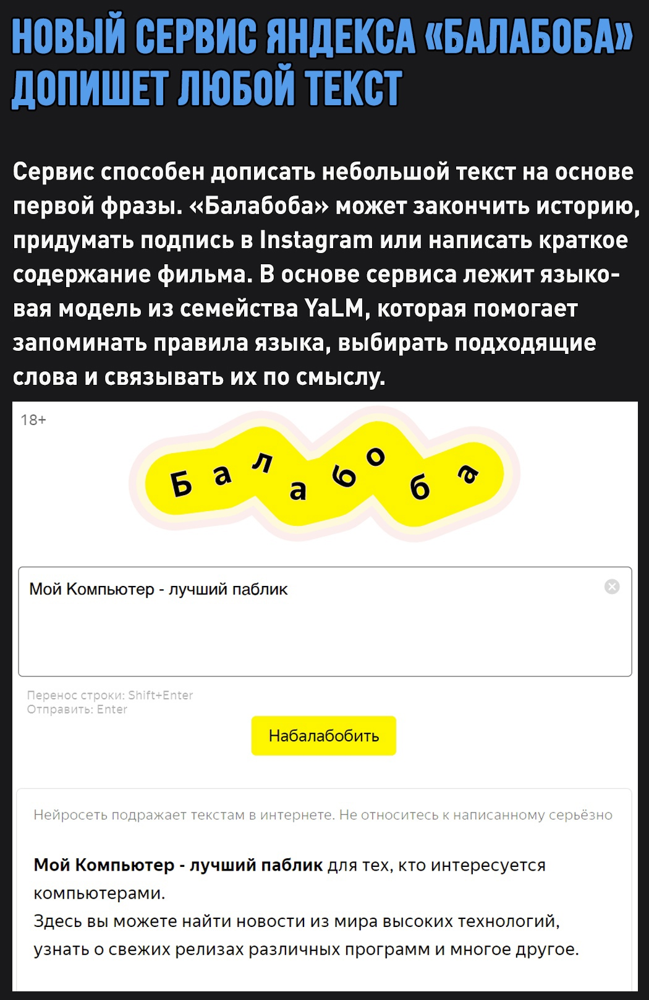 НОВЫЙ СЕРВИС ЯНДЕКСА «БАЛАБОБА»
ДОПИШЕТ ЛЮБОЙ ТЕКСТ
Сервис способен дописать небольшой текст на основе
первой фразы. «Балабоба» может закончить историю,
придумать подпись в Instagram или написать краткое
содержание фильма. В основе сервиса лежит языко-
вая модель из семейства YaLM, которая помогает
запоминать правила языка, выбирать подходящие
слова и связывать их по смыслу.
18+
Балабоба
Мой Компьютер - лучший паблик
Перенос строки: Shift+Enter
Отправить: Enter
Набалабобить
Нейросеть подражает текстам в интернете. Не относитесь к написанному серьёзно
Мой Компьютер - лучший паблик для тех, кто интересуется
компьютерами.
Здесь вы можете найти новости из мира высоких технологий,
узнать о свежих релизах различных программ и многое другое.